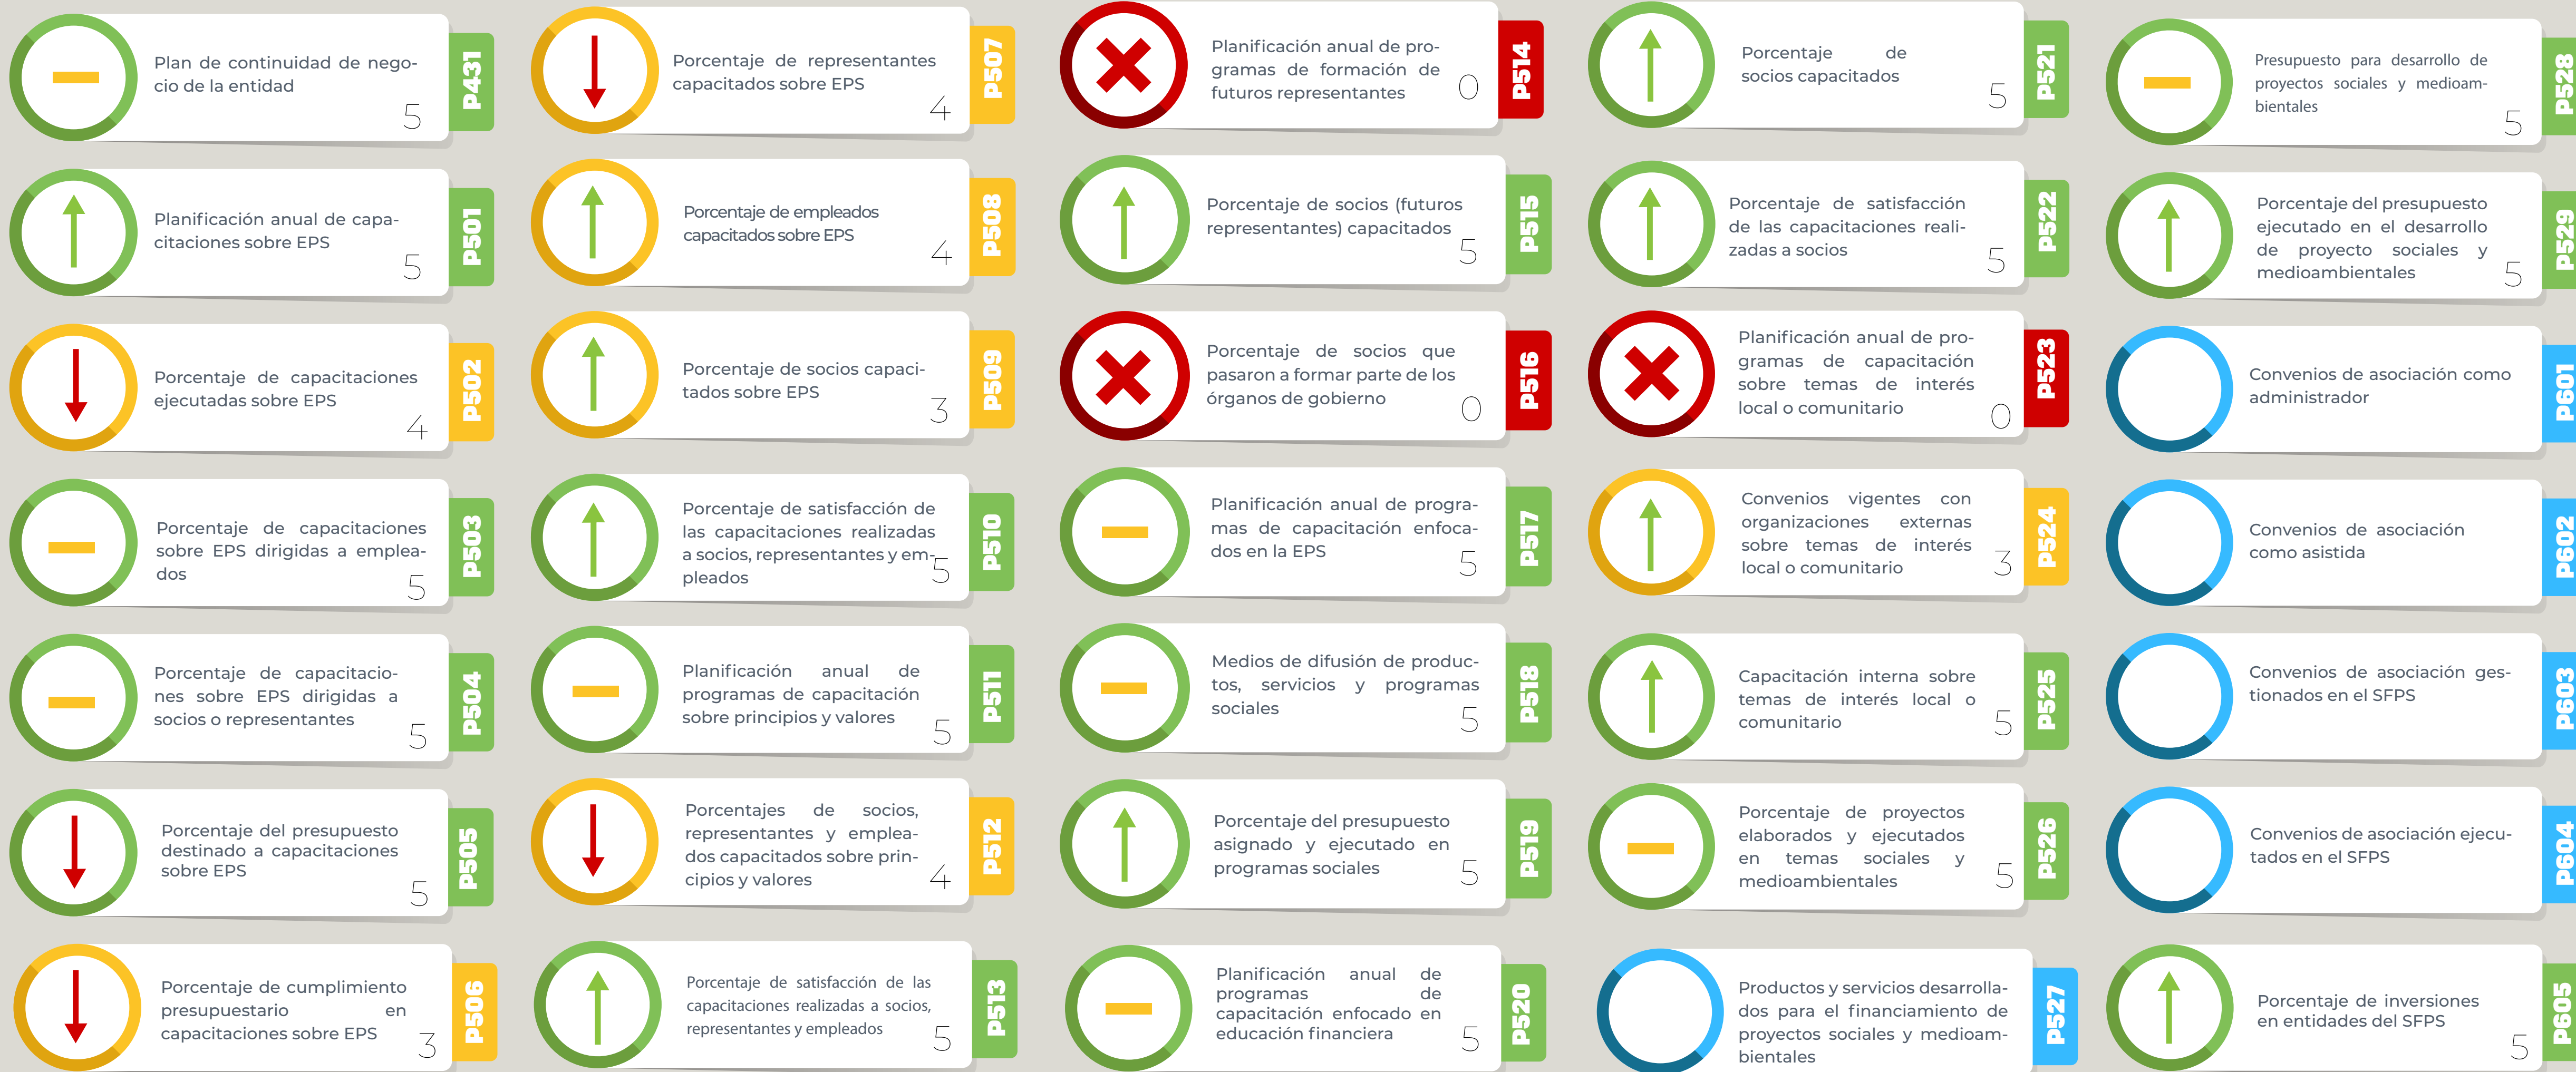 Plan de continuidad de nego-
cio de la entidad
5
P431
Planificación anual de capa-
citaciones sobre EPS
5
P501
Porcentaje de capacitaciones
ejecutadas sobre EPS
4
P502
Porcentaje de capacitaciones
sobre EPS dirigidas a emplea-
dos
5
P503
Porcentaje de capacitacio-
nes sobre EPS dirigidas a
socios o representantes
5
P504
Porcentaje del presupuesto
destinado a capacitaciones
sobre EPS
5
P505
Porcentaje de cumplimiento
presupuestario en
capacitaciones sobre EPS
3
P506
Porcentaje de representantes
capacitados sobre EPS
4
P507
Porcentaje de empleados
capacitados sobre EPS
4
P508
Porcentaje de socios capaci-
tados sobre EPS
3
P509
Porcentaje de satisfacción de
las capacitaciones realizadas
a socios, representantes y em-
pleados
5
P510
Planificación anual de
programas de capacitación
sobre principios y valores
5
P511
Porcentajes de socios,
representantes y emplea-
dos capacitados sobre prin-
cipios y valores
4
P512
Porcentaje de satisfacción de las
capacitaciones realizadas a socios,
representantes y empleados
5
P513
Planificación anual de pro-
gramas de formación de
futuros representantes
0
P514
Porcentaje de socios (futuros
representantes) capacitados
5
P515
Porcentaje de socios que
pasaron a formar parte de los
órganos de gobierno
0
P516
Planificación anual de progra-
mas de capacitación enfoca-
dos en la EPS
5
P517
Medios de difusión de produc-
tos, servicios y programas
sociales
5
P518
Porcentaje del presupuesto
asignado y ejecutado en
programas sociales
5
P519
Planificación anual de
programas de
capacitación enfocado en
educación financiera
5
P520
Porcentaje de
socios capacitados
5
P521
Porcentaje de satisfacción
de las capacitaciones reali-
zadas a socios
5
P522
Planificación anual de pro-
gramas de capacitación
sobre temas de interés
local o comunitario
0
P523
Convenios vigentes con
organizaciones externas
sobre temas de interés
local o comunitario
3
P524
Capacitación interna sobre
temas de interés local o
comunitario
5
P525
Porcentaje de proyectos
elaborados y ejecutados
en temas sociales y
medioambientales
5
P526
Productos y servicios desarrolla-
dos para el financiamiento de
proyectos sociales y medioam-
bientales
P527
Presupuesto para desarrollo de
proyectos sociales y medioam-
bientales
5
P528
Porcentaje del presupuesto
ejecutado en el desarrollo
de proyecto sociales y
medioambientales
5
P529
Convenios de asociación como
administrador
P601
Convenios de asociación
como asistida
P602
Convenios de asociación ges-
tionados en el SFPS
P603
Convenios de asociación ejecu-
tados en el SFPS
P604
Porcentaje de inversiones
en entidades del SFPS
5
P605